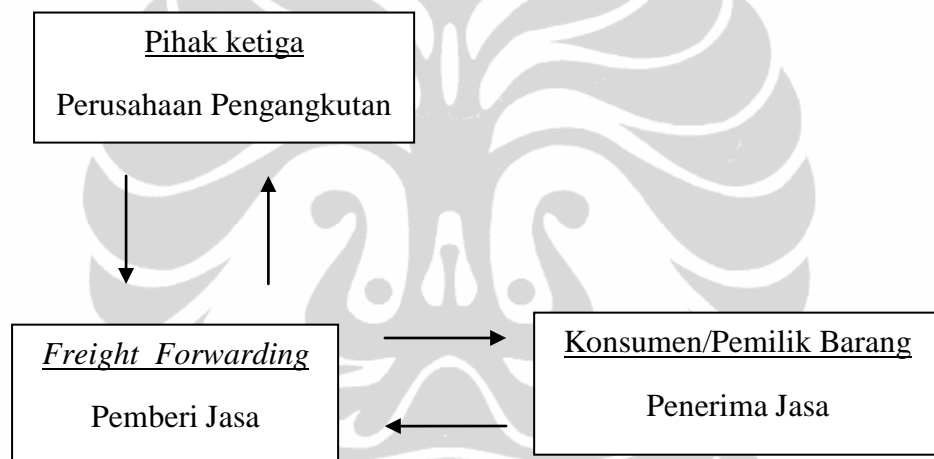 Pihak ketiga
Perusahaan Pengangkutan
Freight Forwarding
Pemberi Jasa
Konsumen/Pemilik Barang
Penerima Jasa